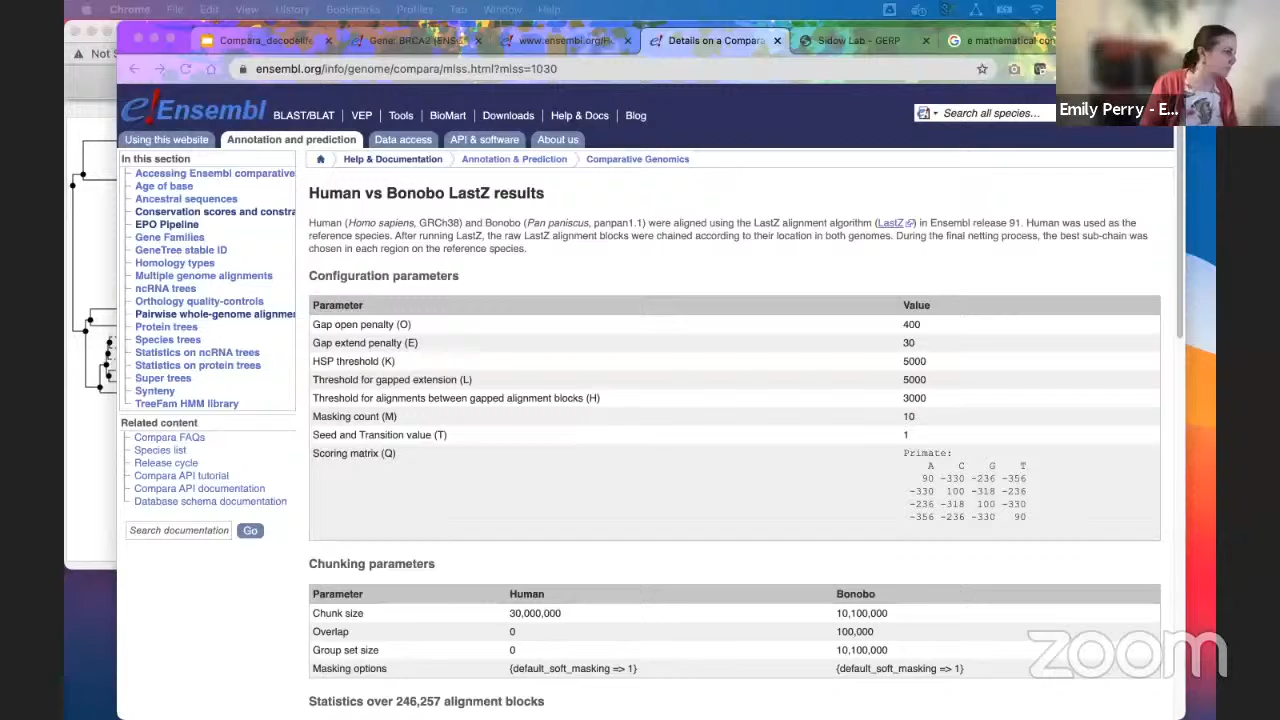 Chrome File Edit View History Bookmarks Profiles Tab Window Help
Compara_decodelife
Gene: BRCA2 (ENS
www.ensembl.org/H
Details on a Compara
Sidow Lab - GERP
e mathematical con
Not S
ensembl.org/info/genome/compara/mlss.html?mlss=1030
Emily Perry - E...
e!Ensembl
BLAST/BLAT | VEP | Tools | BioMart | Downloads | Help & Docs | Blog
Search all species...
Using this website
Annotation and prediction
Data access
API & software
About us
In this section
Accessing Ensembl comparative
Age of base
Ancestral sequences
Conservation scores and constra
EPO Pipeline
Gene Families
GeneTree stable ID
Homology types
Multiple genome alignments
ncRNA trees
Orthology quality-controls
Pairwise whole-genome alignmen
Protein trees
Species trees
Statistics on ncRNA trees
Statistics on protein trees
Super trees
Synteny
TreeFam HMM library
Related content
Compara FAQs
Species list
Release cycle
Compara API tutorial
Compara API documentation
Database schema documentation
Search documentation
Go
Help & Documentation
Annotation & Prediction
Comparative Genomics
Human vs Bonobo LastZ results
Human (Homo sapiens, GRCh38) and Bonobo (Pan paniscus, panpan1.1) were aligned using the LastZ alignment algorithm (LastZ) in Ensembl release 91. Human was used as the
reference species. After running LastZ, the raw LastZ alignment blocks were chained according to their location in both genomes. During the final netting process, the best sub-chain was
chosen in each region on the reference species.
Configuration parameters
Parameter Value
Gap open penalty (O) 400
Gap extend penalty (E) 30
HSP threshold (K) 5000
Threshold for gapped extension (L) 5000
Threshold for alignments between gapped alignment blocks (H) 3000
Masking count (M) 10
Seed and Transition value (T) 1
Scoring matrix (Q) Primate:
A C G T
90 -330 -236 -356
-330 100 -318 -236
-236 -318 100 -330
-356 -236 -330 90
Chunking parameters
Parameter Human Bonobo
Chunk size 30,000,000 10,100,000
Overlap 0 100,000
Group set size 0 10,100,000
Masking options {default_soft_masking => 1} {default_soft_masking => 1}
Statistics over 246,257 alignment blocks
zoom